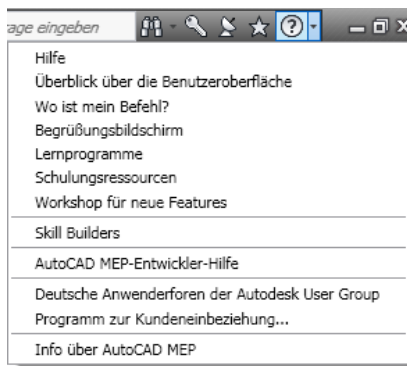 rage eingeben
Hilfe
Überblick über die Benutzeroberfläche
Wo ist mein Befehl?
Begrüßungsbildschirm
Lernprogramme
Schulungsressourcen
Workshop für neue Features
Skill Builders
AutoCAD MEP-Entwickler-Hilfe
Deutsche Anwenderforen der Autodesk User Group
Programm zur Kundeneinbeziehung...
Info über AutoCAD MEP